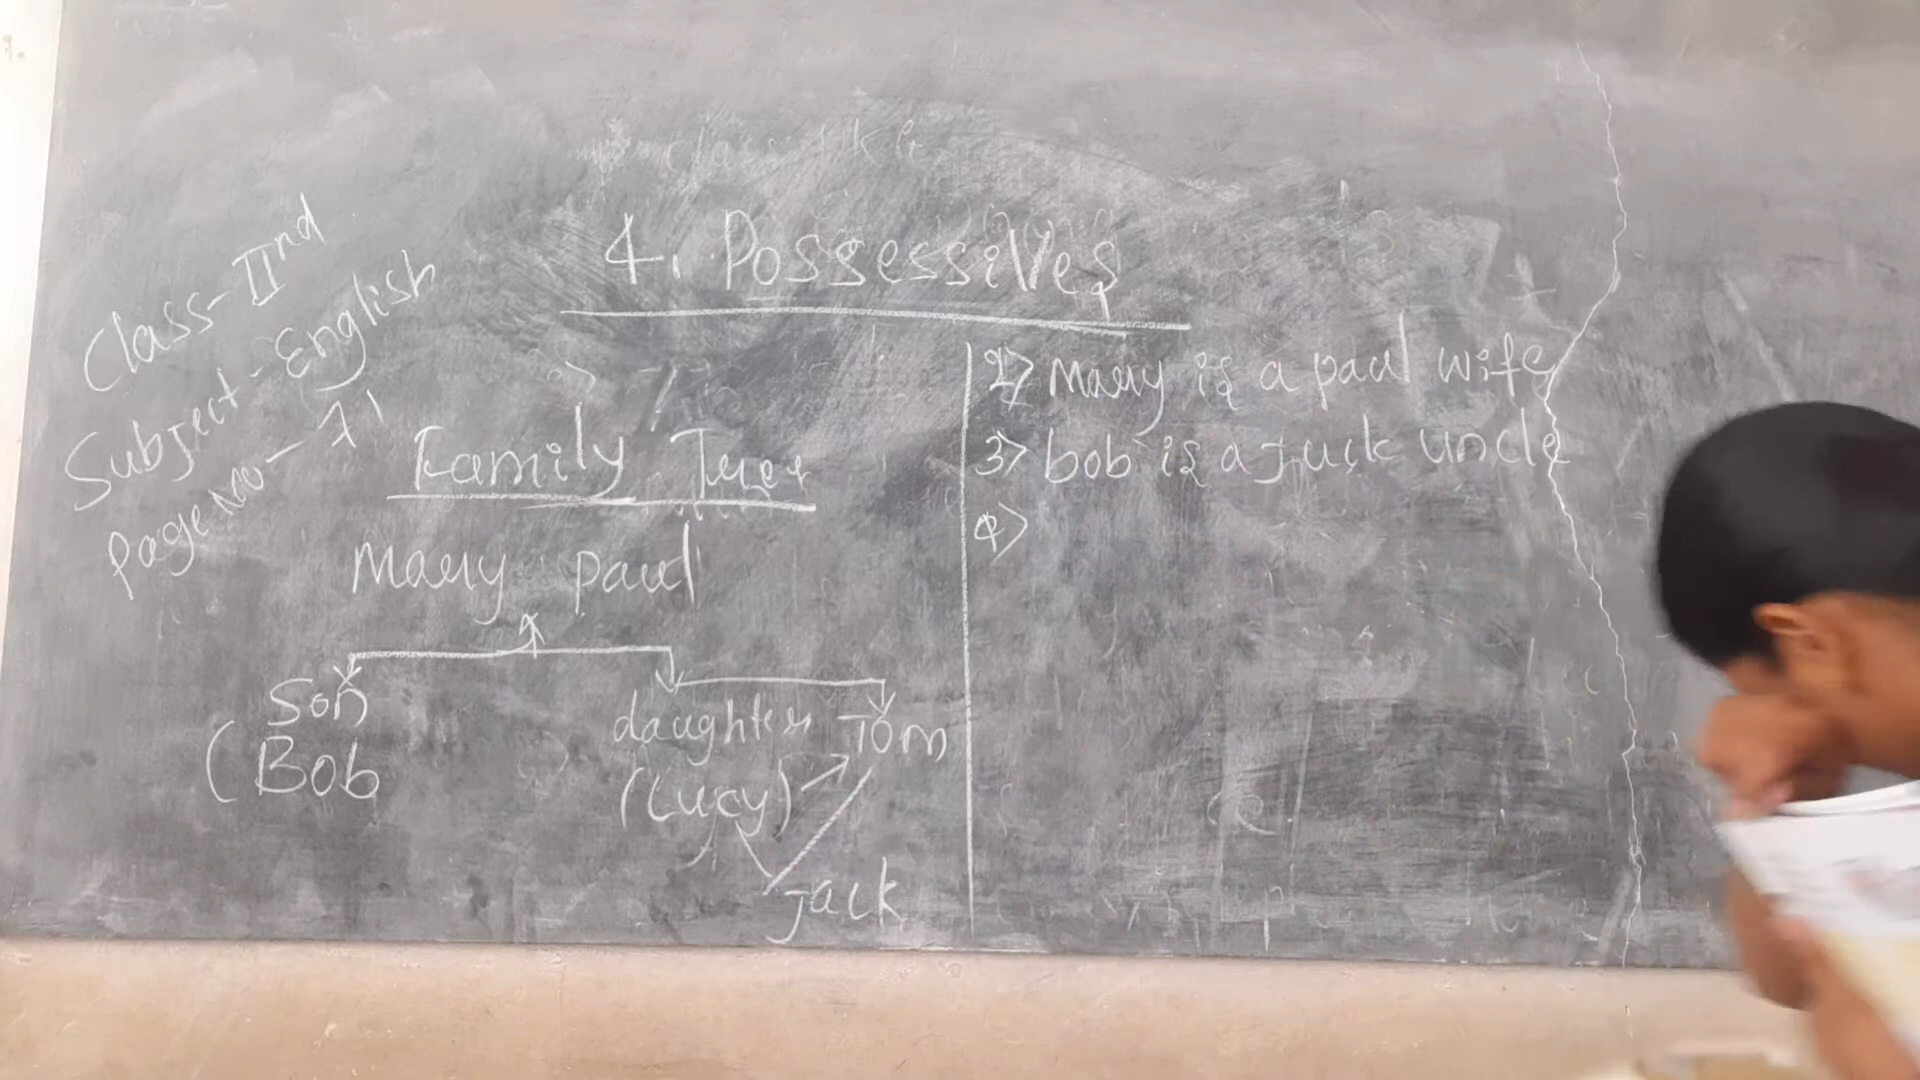 Class-IInd
Subject-English
Page No-71
4. Possessives
Family Tree
Mary paul
Son
(Bob
daughter Tom
(Lucy)
Jack
2) Mary is a paul wife
3) bob is a Juck uncle
4)